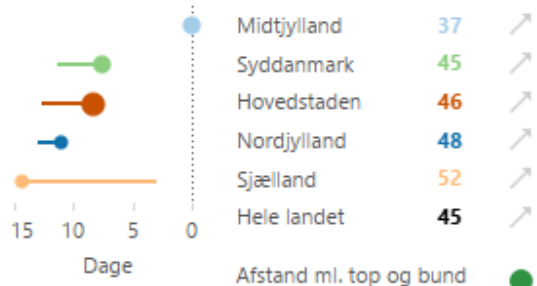 Midtjylland 37
Syddanmark 45
Hovedstaden 46
Nordjylland 48
Sjælland 52
Hele landet 45
15 10 5 0
Dage
Afstand ml. top og bund